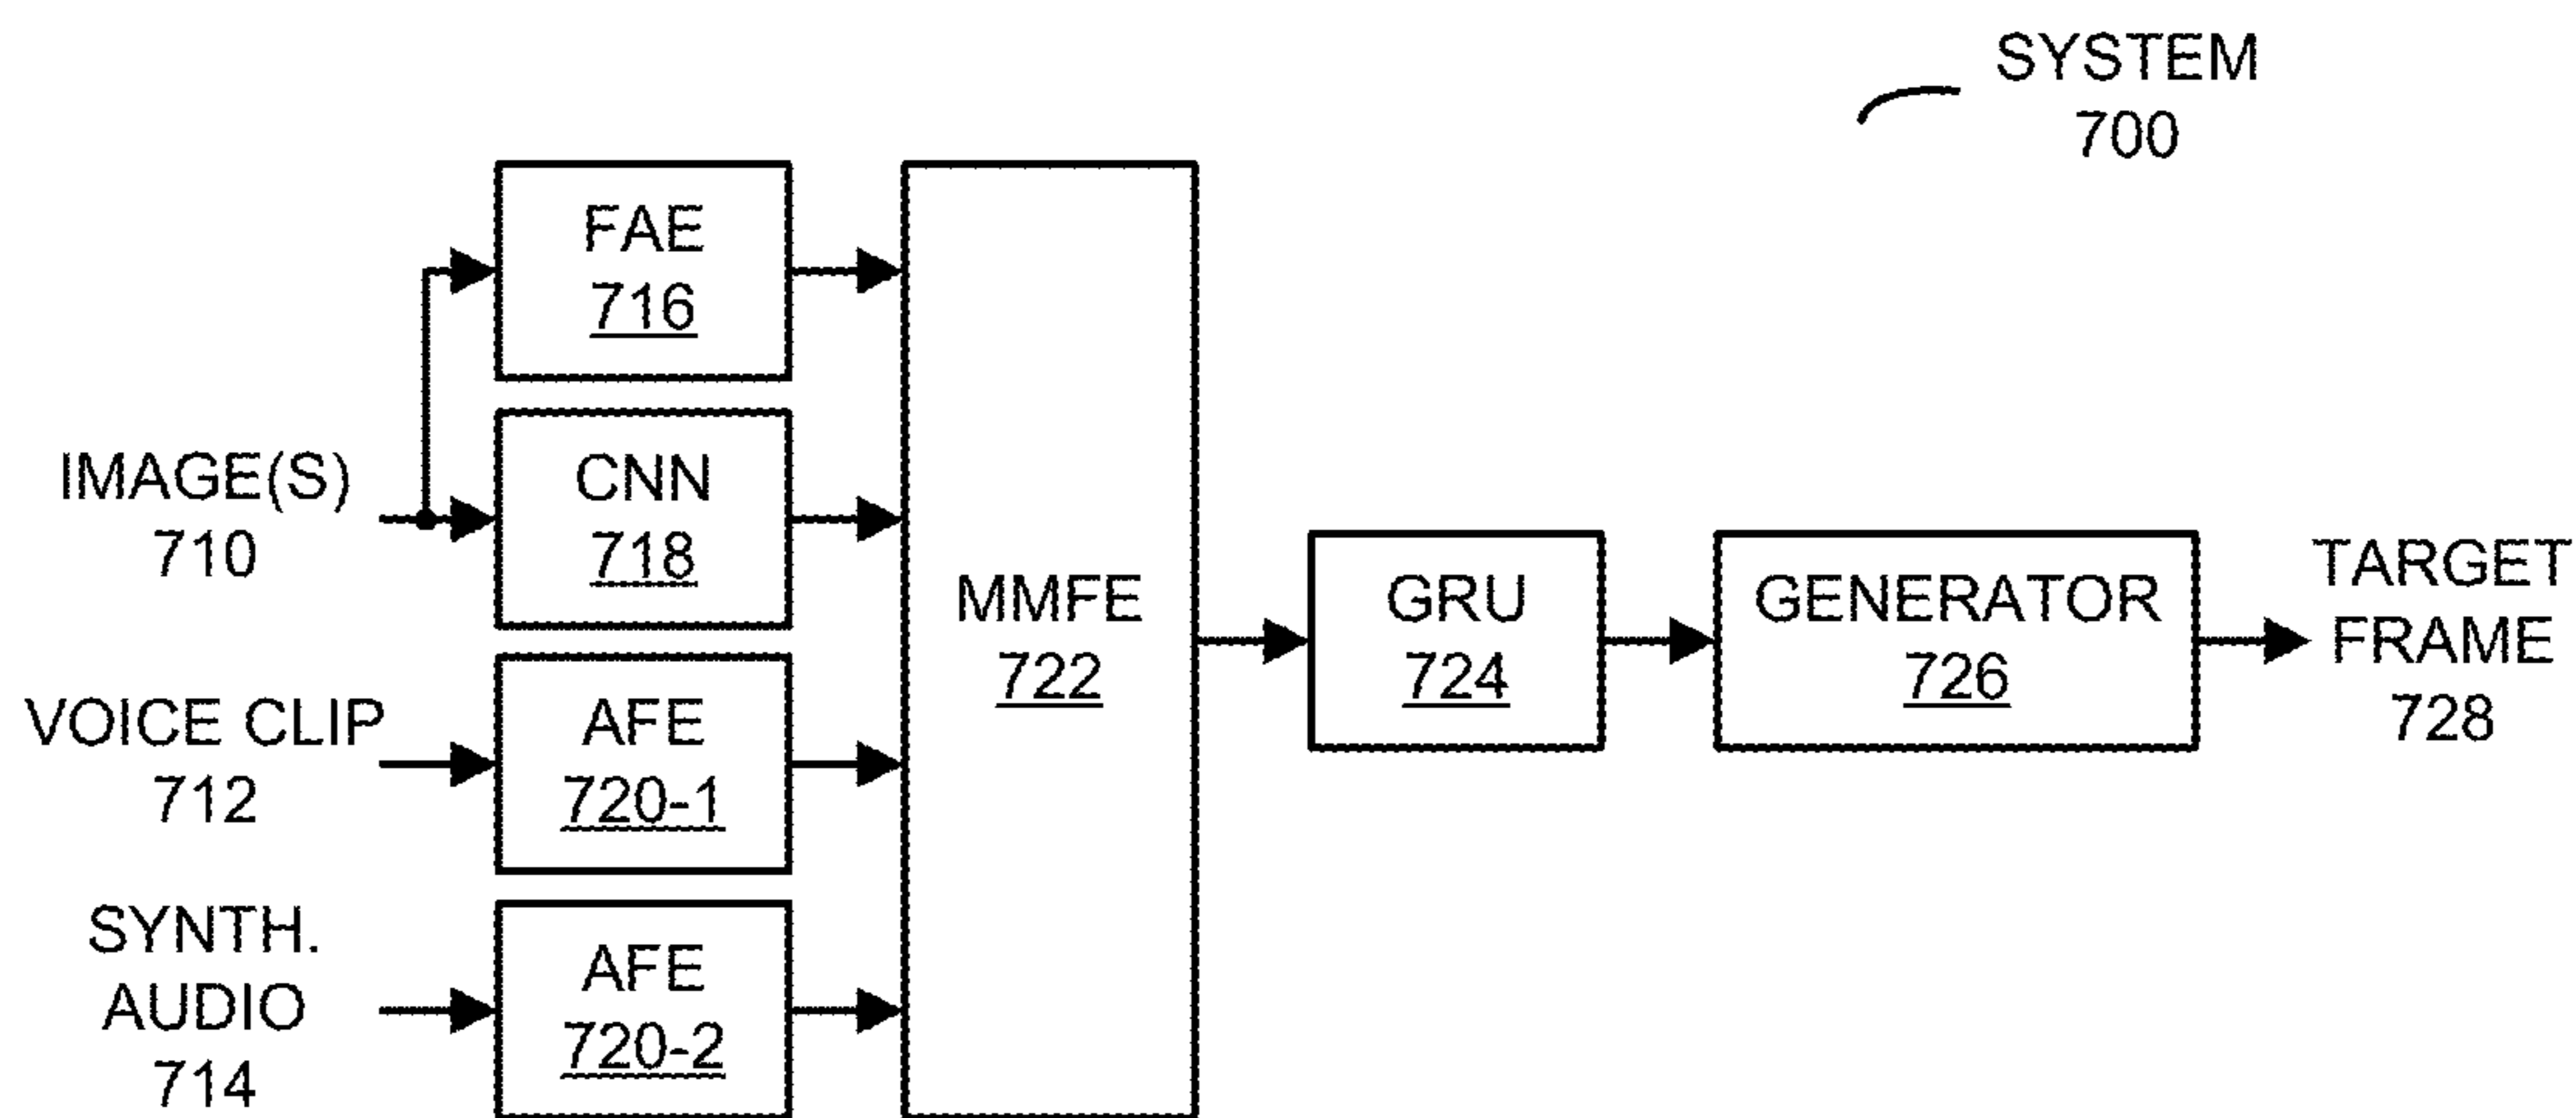 SYSTEM
700
FAE
716
IMAGE(S)
710
CNN
718
VOICE CLIP
712
AFE
720-1
SYNTH.
AUDIO
714
AFE
720-2
MMFE
722
GRU
724
GENERATOR
726
TARGET
FRAME
728